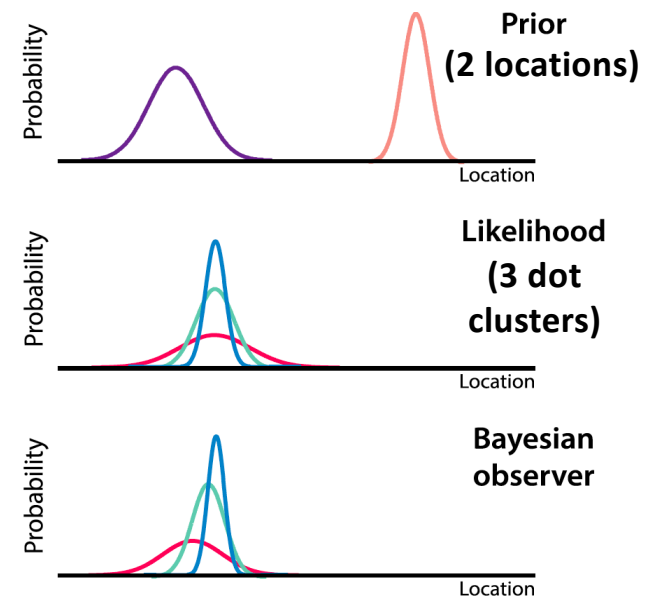 Probability
Prior
(2 locations)
Location
Probability
Likelihood
(3 dot
clusters)
Location
Probability
Bayesian
observer
Location